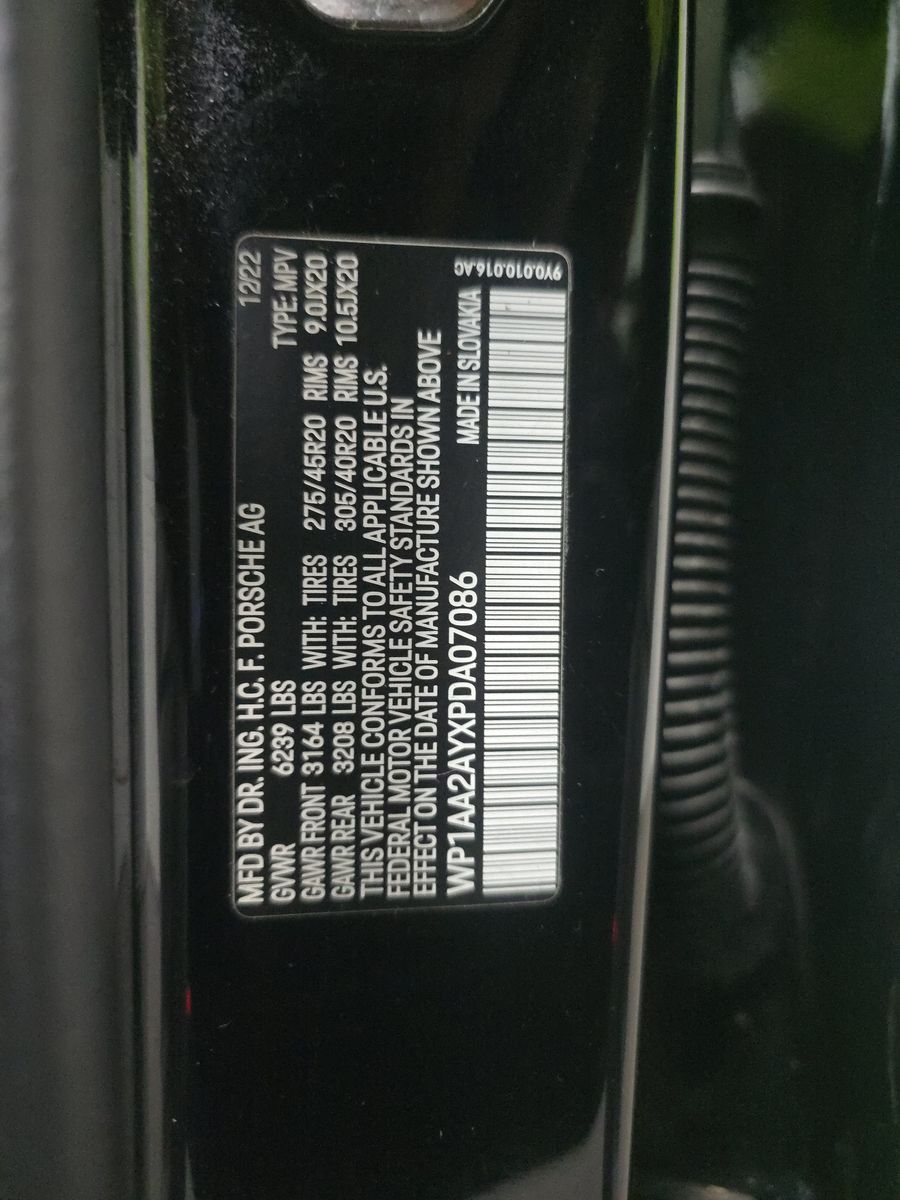 MFD BY DR. ING. H.C. F. PORSCHE AG 12/22
GVWR 6239 LBS TYPE: MPV
GAWR FRONT 3164 LBS WITH: TIRES 275/45R20 RIMS 9.0JX20
GAWR REAR 3208 LBS WITH: TIRES 305/40R20 RIMS 10.5JX20
THIS VEHICLE CONFORMS TO ALL APPLICABLE U.S.
FEDERAL MOTOR VEHICLE SAFETY STANDARDS IN
EFFECT ON THE DATE OF MANUFACTURE SHOWN ABOVE
WP1AA2AYXPDA07086 MADE IN SLOVAKIA
9Y0.010.016.AC